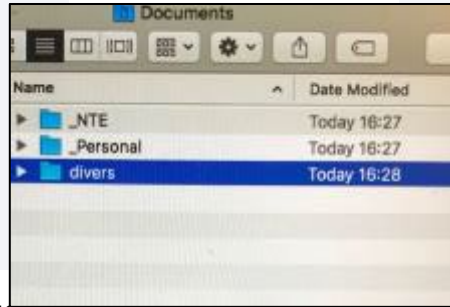 Documents
Name Date Modified
_NTE Today 16:27
_Personal Today 16:27
divers Today 16:28